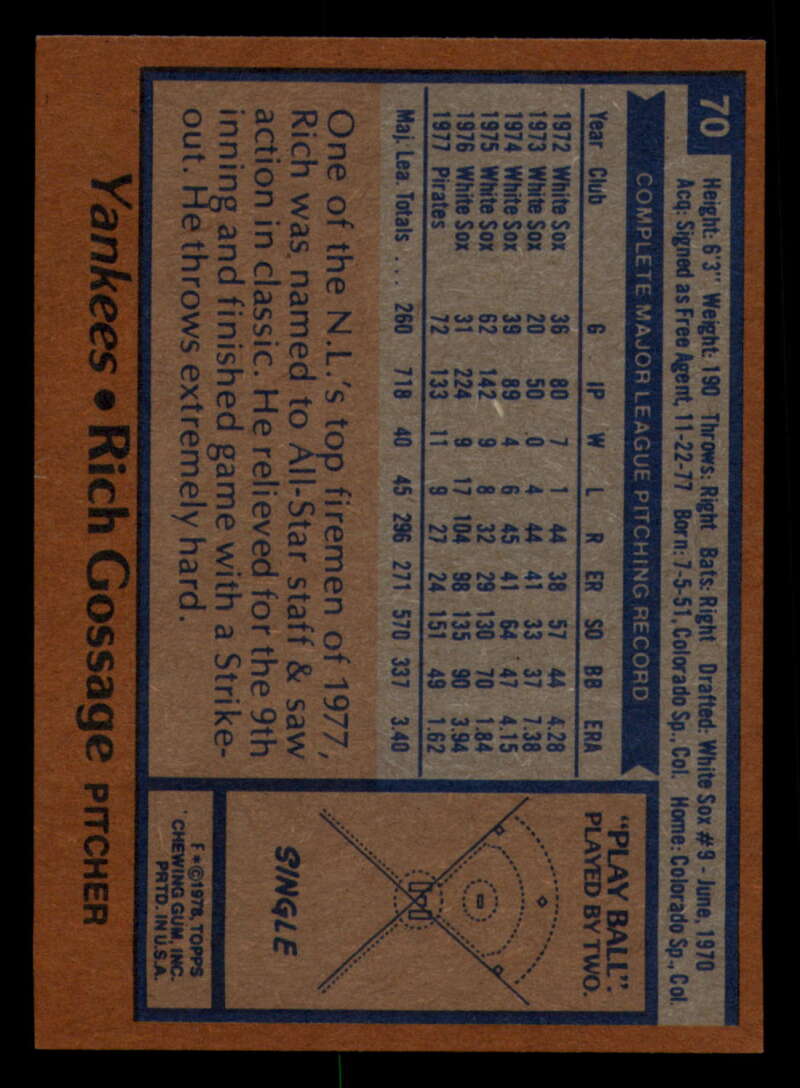 70
Height: 6'3" Weight: 190 Throws: Right Bats: Right Drafted: White Sox #9 - June, 1970
Acq: Signed as Free Agent, 11-22-77 Born: 7-5-51, Colorado Sp., Col. Home: Colorado Sp., Col.
COMPLETE MAJOR LEAGUE PITCHING RECORD
Year Club G IP W L R ER SO BB ERA
1972 White Sox 36 80 7 1 44 38 57 44 4.28
1973 White Sox 20 50 0 4 44 41 33 37 7.38
1974 White Sox 39 89 4 6 45 41 64 47 4.15
1975 White Sox 62 142 9 8 32 29 130 70 1.84
1976 White Sox 31 224 9 17 104 98 135 90 3.94
1977 Pirates 72 133 11 9 27 24 151 49 1.62
Maj. Lea. Totals ... 260 718 40 45 296 271 570 337 3.40
One of the N.L.'s top firemen of 1977,
Rich was named to All-Star staff & saw
action in classic. He relieved for the 9th
inning and finished game with a Strike-
out. He throws extremely hard.
"PLAY BALL":
PLAYED BY TWO.
SINGLE
F*©1978, TOPPS
CHEWING GUM, INC.
PRTD. IN U.S.A.
Yankees • Rich Gossage PITCHER